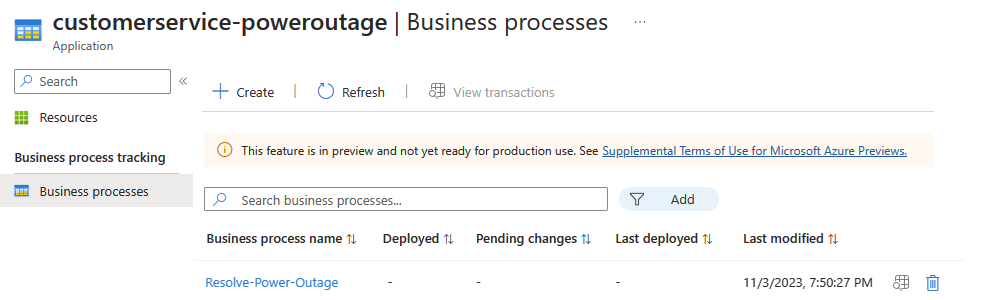 customerservice-poweroutage | Business processes ...
Application
Search «
Resources
Business process tracking
Business processes
Create | Refresh | View transactions
This feature is in preview and not yet ready for production use. See Supplemental Terms of Use for Microsoft Azure Previews.
Search business processes... Add
Business process name ↑↓ Deployed ↑↓ Pending changes ↑↓ Last deployed ↑↓ Last modified ↑↓
Resolve-Power-Outage - - - 11/3/2023, 7:50:27 PM